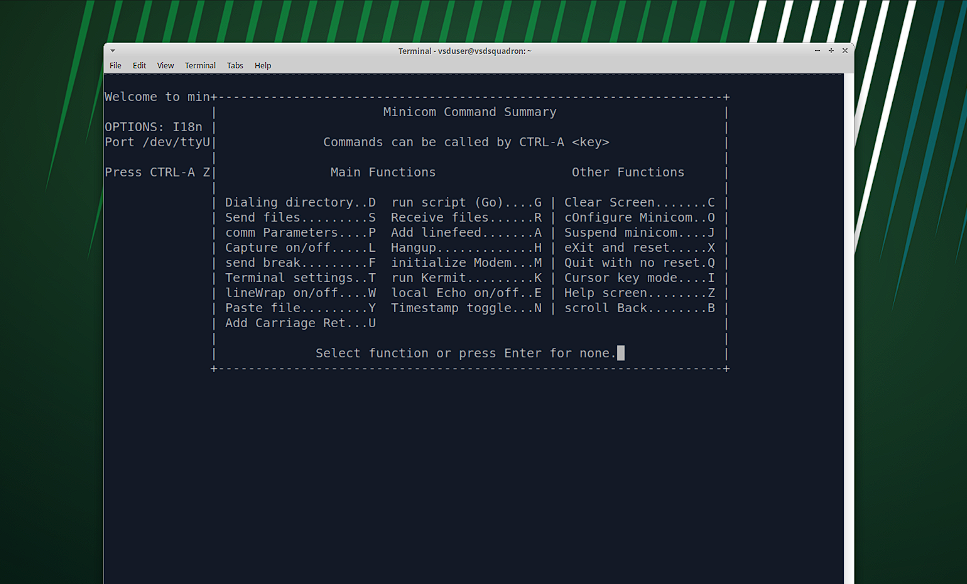 Terminal - vsduser@vsdsquadron: ~
File Edit View Terminal Tabs Help
Welcome to min+-------------------------------------------------------------------+
| Minicom Command Summary |
OPTIONS: I18n | |
Port /dev/ttyU| Commands can be called by CTRL-A <key> |
| |
Press CTRL-A Z| Main Functions Other Functions |
| |
| Dialing directory..D run script (Go)....G | Clear Screen.......C |
| Send files.........S Receive files......R | cOnfigure Minicom..O |
| comm Parameters....P Add linefeed.......A | Suspend minicom....J |
| Capture on/off.....L Hangup.............H | eXit and reset.....X |
| send break.........F initialize Modem...M | Quit with no reset.Q |
| Terminal settings..T run Kermit.........K | Cursor key mode....I |
| lineWrap on/off....W local Echo on/off..E | Help screen........Z |
| Paste file.........Y Timestamp toggle...N | scroll Back........B |
| Add Carriage Ret...U |
| |
| Select function or press Enter for none. |
+-------------------------------------------------------------------+